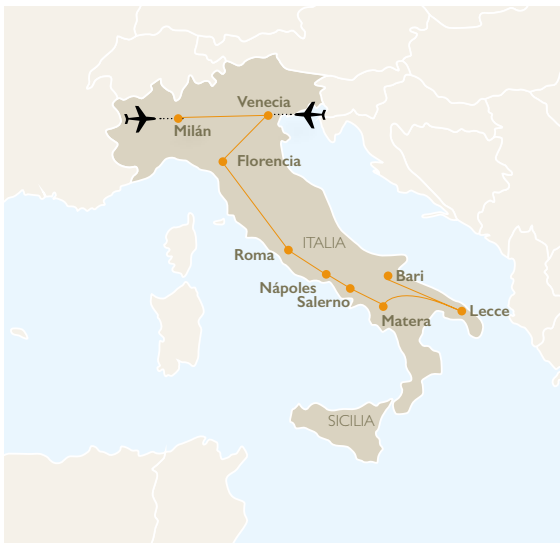 Venecia
Milán
Florencia
ITALIA
Roma
Bari
Nápoles
Salerno
Lecce
Matera
SICILIA